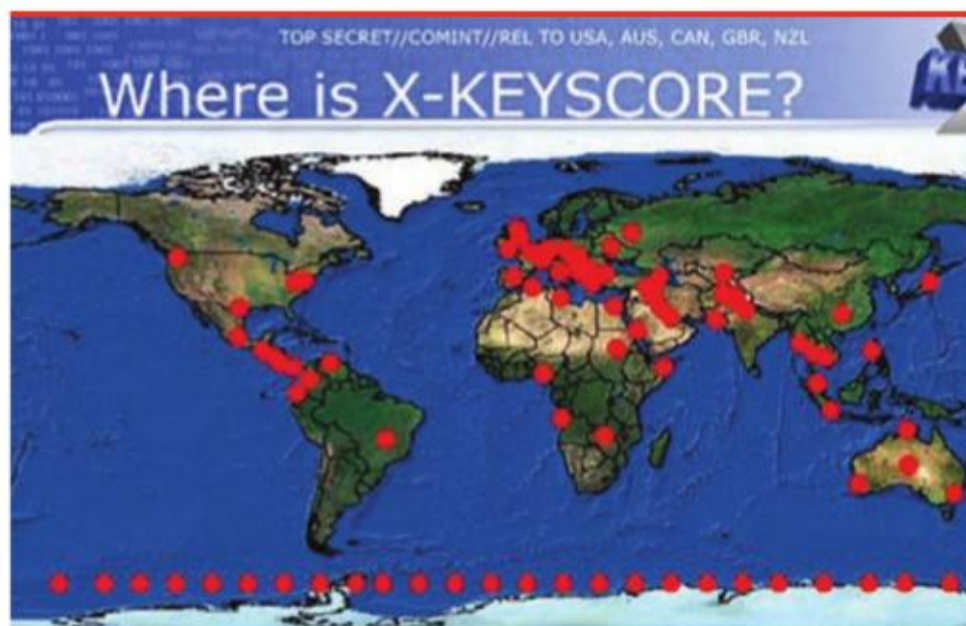 TOP SECRET//COMINT//REL TO USA, AUS, CAN, GBR, NZL
Where is X-KEYSCORE?